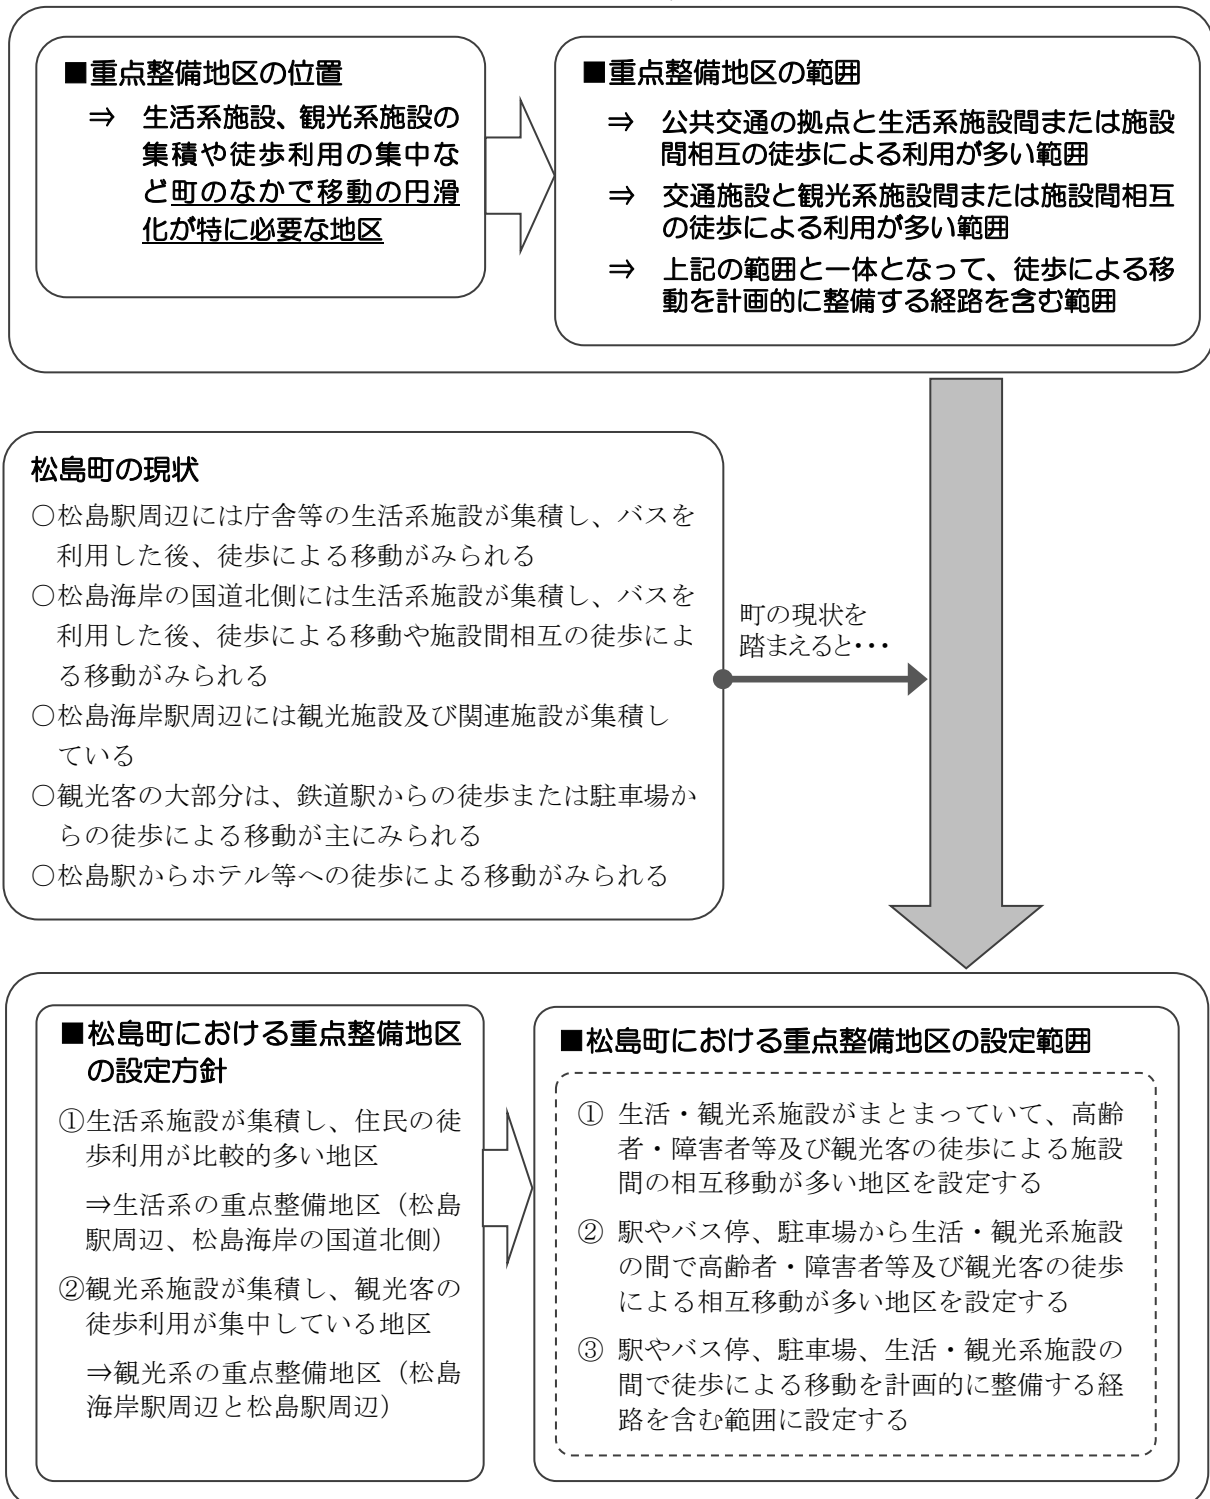 ■重点整備地区の位置
⇒ 生活系施設、観光系施設の
集積や徒歩利用の集中な
ど町のなかで移動の円滑
化が特に必要な地区
■重点整備地区の範囲
⇒ 公共交通の拠点と生活系施設間または施設
間相互の徒歩による利用が多い範囲
⇒ 交通施設と観光系施設間または施設間相互
の徒歩による利用が多い範囲
⇒ 上記の範囲と一体となって、徒歩による移
動を計画的に整備する経路を含む範囲
松島町の現状
○松島駅周辺には庁舎等の生活系施設が集積し、バスを
利用した後、徒歩による移動がみられる
○松島海岸の国道北側には生活系施設が集積し、バスを
利用した後、徒歩による移動や施設間相互の徒歩によ
る移動がみられる
○松島海岸駅周辺には観光施設及び関連施設が集積し
ている
○観光客の大部分は、鉄道駅からの徒歩または駐車場か
らの徒歩による移動が主にみられる
○松島駅からホテル等への徒歩による移動がみられる
町の現状を
踏まえると・・・
■松島町における重点整備地区
の設定方針
①生活系施設が集積し、住民の徒
歩利用が比較的多い地区
⇒生活系の重点整備地区（松島
駅周辺、松島海岸の国道北側）
②観光系施設が集積し、観光客の
徒歩利用が集中している地区
⇒観光系の重点整備地区（松島
海岸駅周辺と松島駅周辺）
■松島町における重点整備地区の設定範囲
① 生活・観光系施設がまとまっていて、高齢
者・障害者等及び観光客の徒歩による施設
間の相互移動が多い地区を設定する
② 駅やバス停、駐車場から生活・観光系施設
の間で高齢者・障害者等及び観光客の徒歩
による相互移動が多い地区を設定する
③ 駅やバス停、駐車場、生活・観光系施設の
間で徒歩による移動を計画的に整備する経
路を含む範囲に設定する